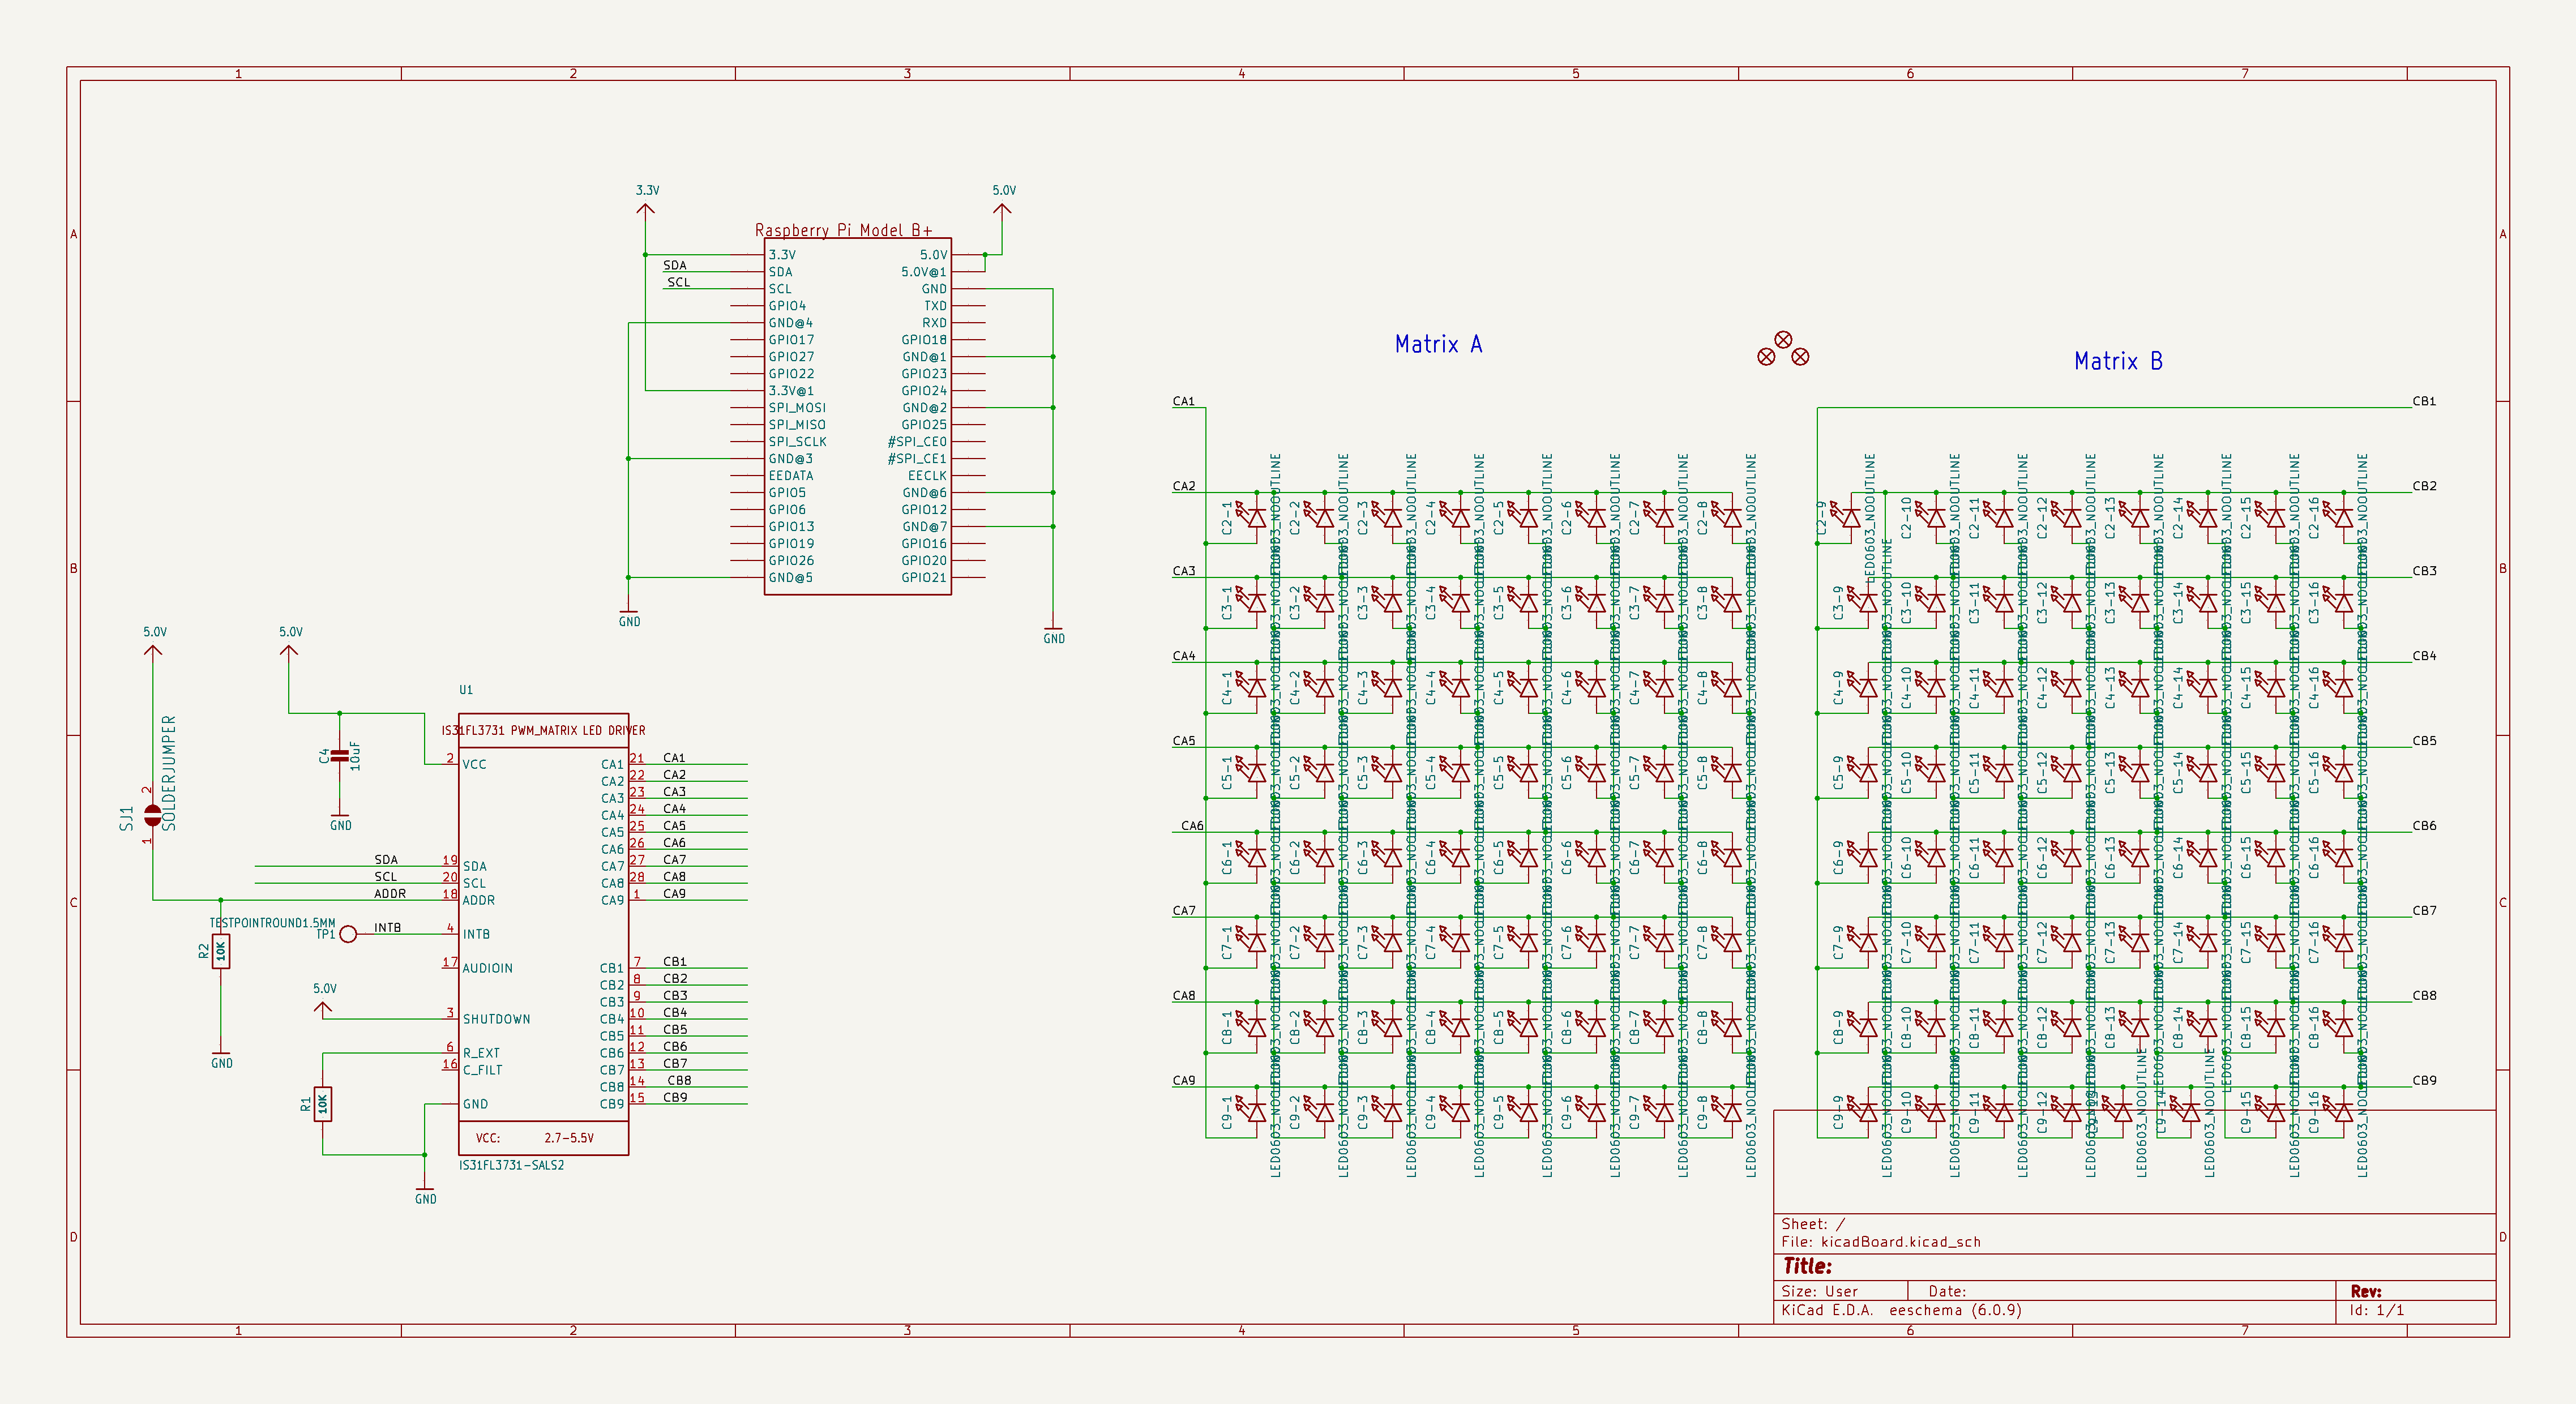 1 2 3 4 5 6 7
A
B
C
D
3.3V
5.0V
Raspberry Pi Model B+
3.3V 5.0V
SDA SDA 5.0V@1
SCL SCL GND
GPIO4 TXD
GND@4 RXD
GPIO17 GPIO18
GPIO27 GND@1
GPIO22 GPIO23
3.3V@1 GPIO24
SPI_MOSI GND@2
SPI_MISO GPIO25
SPI_SCLK #SPI_CE0
GND@3 #SPI_CE1
EEDATA EECLK
GPIO5 GND@6
GPIO6 GPIO12
GPIO13 GND@7
GPIO19 GPIO16
GPIO26 GPIO20
GND@5 GPIO21
GND
GND
5.0V
5.0V
SJ1
SOLDERJUMPER
2
1
C4
10uF
GND
U1
IS31FL3731 PWM_MATRIX LED DRIVER
2 VCC CA1 21 CA1
CA2 22 CA2
CA3 23 CA3
CA4 24 CA4
CA5 25 CA5
CA6 26 CA6
SDA 19 SDA CA7 27 CA7
SCL 20 SCL CA8 28 CA8
ADDR 18 ADDR CA9 1 CA9
TESTPOINTROUND1.5MM
TP1 INTB 4 INTB
R2
10K
GND
17 AUDIOIN CB1 7 CB1
CB2 8 CB2
CB3 9 CB3
5.0V
3 SHUTDOWN CB4 10 CB4
CB5 11 CB5
6 R_EXT CB6 12 CB6
16 C_FILT CB7 13 CB7
CB8 14 CB8
GND CB9 15 CB9
R1
10K
VCC: 2.7-5.5V
IS31FL3731-SALS2
GND
Matrix A
Matrix B
CA1 CB1
CA2 CB2
C2-1 C2-2 C2-3 C2-4 C2-5 C2-6 C2-7 C2-8 C2-9 C2-10 C2-11 C2-12 C2-13 C2-14 C2-15 C2-16
CA3 CB3
C3-1 C3-2 C3-3 C3-4 C3-5 C3-6 C3-7 C3-8 C3-9 C3-10 C3-11 C3-12 C3-13 C3-14 C3-15 C3-16
CA4 CB4
C4-1 C4-2 C4-3 C4-4 C4-5 C4-6 C4-7 C4-8 C4-9 C4-10 C4-11 C4-12 C4-13 C4-14 C4-15 C4-16
CA5 CB5
C5-1 C5-2 C5-3 C5-4 C5-5 C5-6 C5-7 C5-8 C5-9 C5-10 C5-11 C5-12 C5-13 C5-14 C5-15 C5-16
CA6 CB6
C6-1 C6-2 C6-3 C6-4 C6-5 C6-6 C6-7 C6-8 C6-9 C6-10 C6-11 C6-12 C6-13 C6-14 C6-15 C6-16
CA7 CB7
C7-1 C7-2 C7-3 C7-4 C7-5 C7-6 C7-7 C7-8 C7-9 C7-10 C7-11 C7-12 C7-13 C7-14 C7-15 C7-16
CA8 CB8
C8-1 C8-2 C8-3 C8-4 C8-5 C8-6 C8-7 C8-8 C8-9 C8-10 C8-11 C8-12 C8-13 C8-14 C8-15 C8-16
CA9 CB9
C9-1 C9-2 C9-3 C9-4 C9-5 C9-6 C9-7 C9-8 C9-9 C9-10 C9-11 C9-12 C9-14 C9-15 C9-16
LED0603_NOOUTLINE LED0603_NOOUTLINE LED0603_NOOUTLINE LED0603_NOOUTLINE LED0603_NOOUTLINE LED0603_NOOUTLINE LED0603_NOOUTLINE LED0603_NOOUTLINE
Sheet: /
File: kicadBoard.kicad_sch
Title:
Size: User Date: Rev:
KiCad E.D.A. eeschema (6.0.9) Id: 1/1
1 2 3 4 5 6 7
A
B
C
D